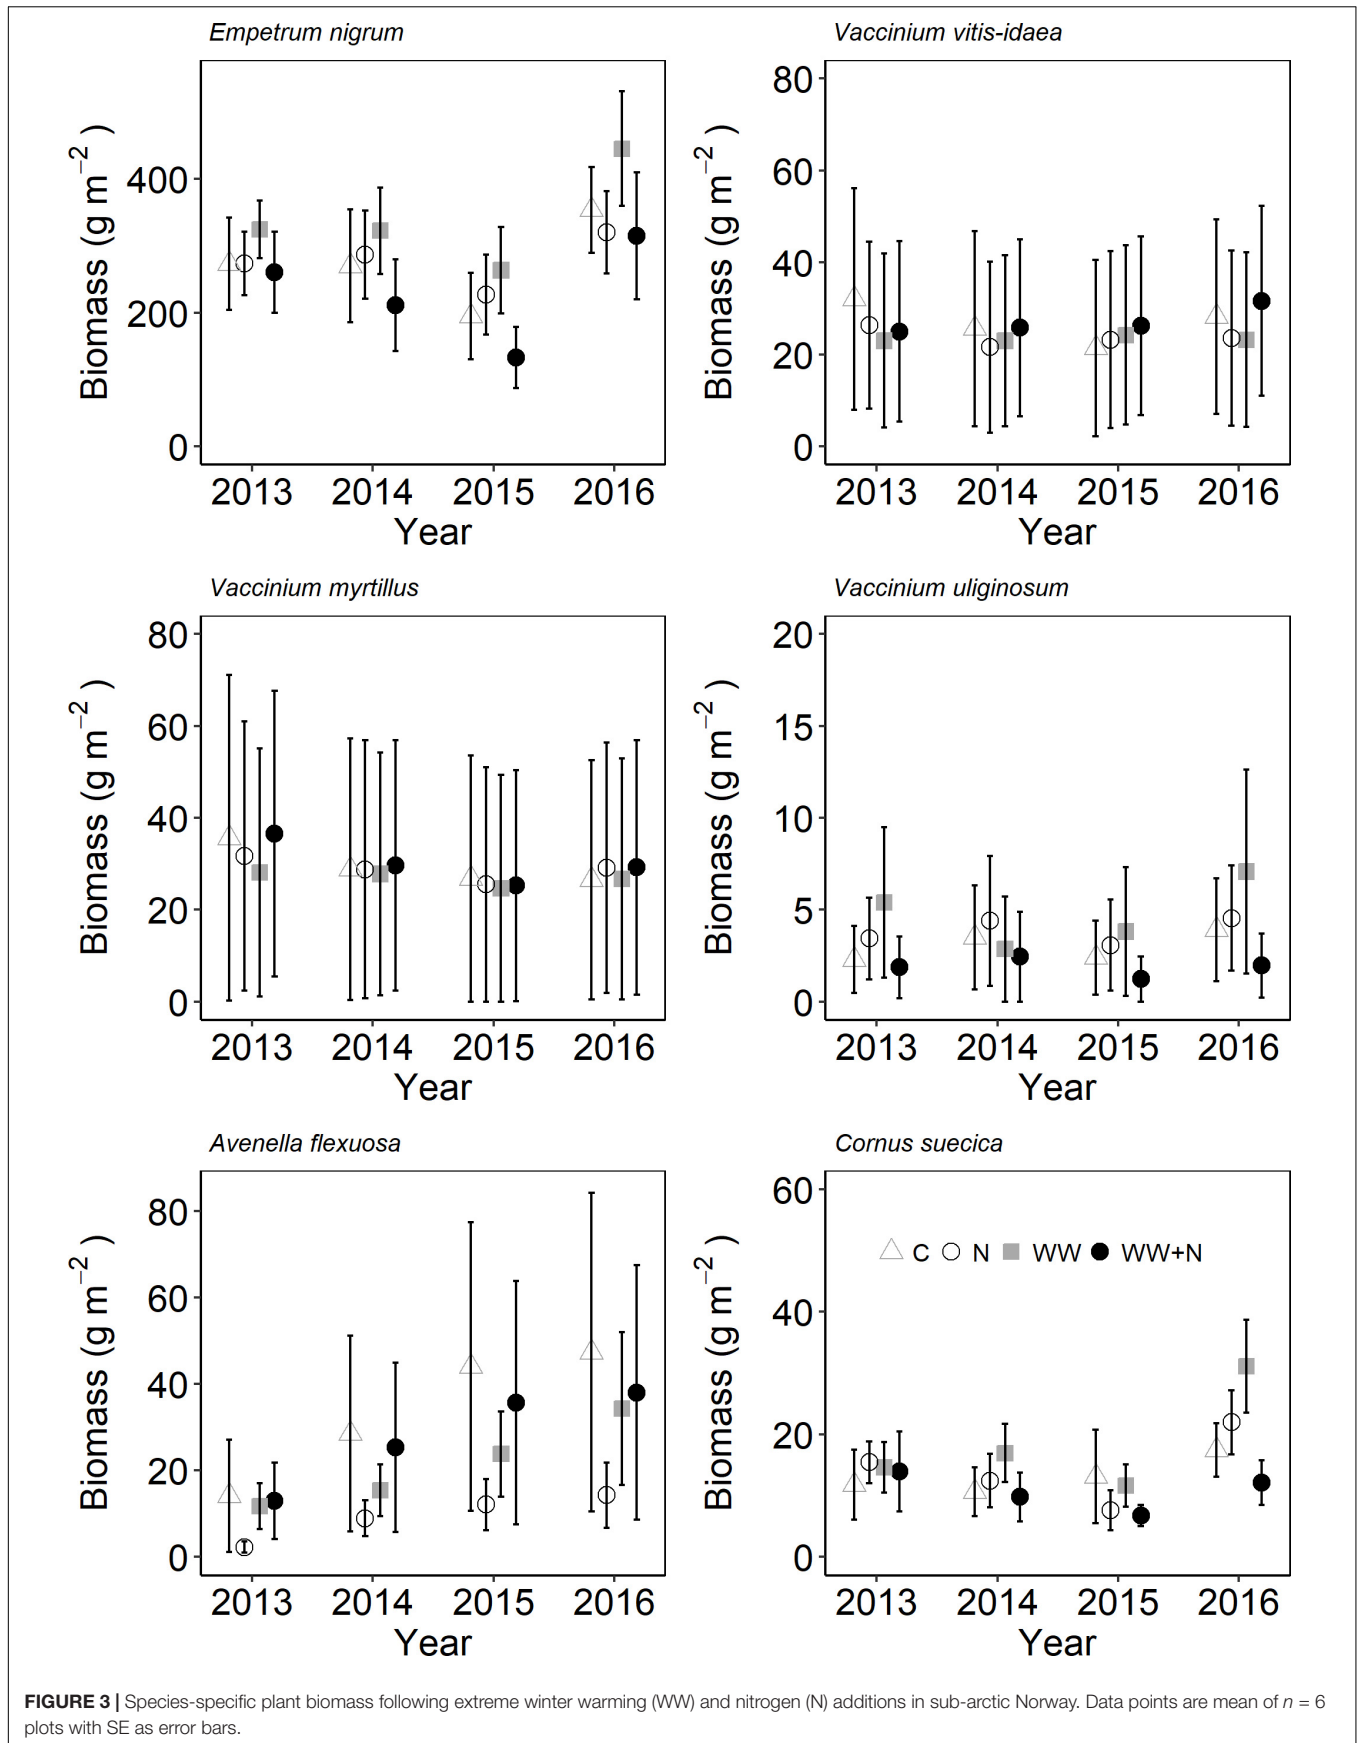 Empetrum nigrum
Vaccinium vitis-idaea
Biomass (g m⁻²)
400
200
0
2013 2014 2015 2016
Year
Biomass (g m⁻²)
80
60
40
20
0
2013 2014 2015 2016
Year
Vaccinium myrtillus
Vaccinium uliginosum
Biomass (g m⁻²)
80
60
40
20
0
2013 2014 2015 2016
Year
Biomass (g m⁻²)
20
15
10
5
0
2013 2014 2015 2016
Year
Avenella flexuosa
Cornus suecica
Biomass (g m⁻²)
80
60
40
20
0
2013 2014 2015 2016
Year
Biomass (g m⁻²)
60
40
20
0
C N WW WW+N
2013 2014 2015 2016
Year
FIGURE 3 | Species-specific plant biomass following extreme winter warming (WW) and nitrogen (N) additions in sub-arctic Norway. Data points are mean of n = 6
plots with SE as error bars.